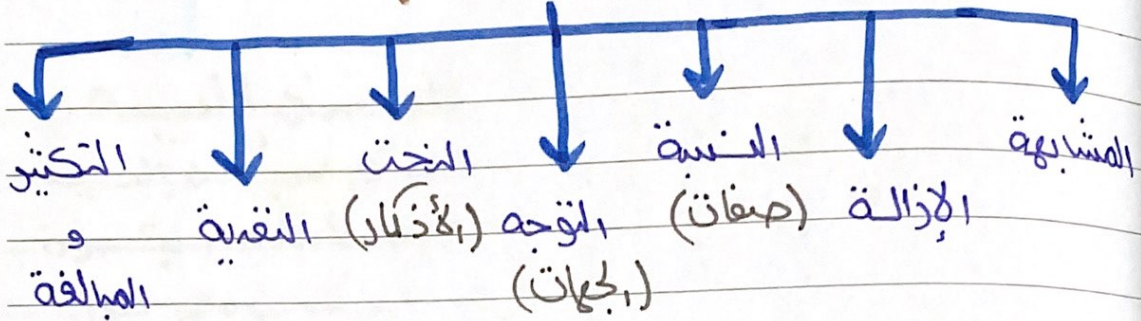 المشابهة
الإزالة
النسبة
(صفات)
التوجه
(الجهات)
النحت
(الأذكار)
التعدية
التكثير
و
المبالغة